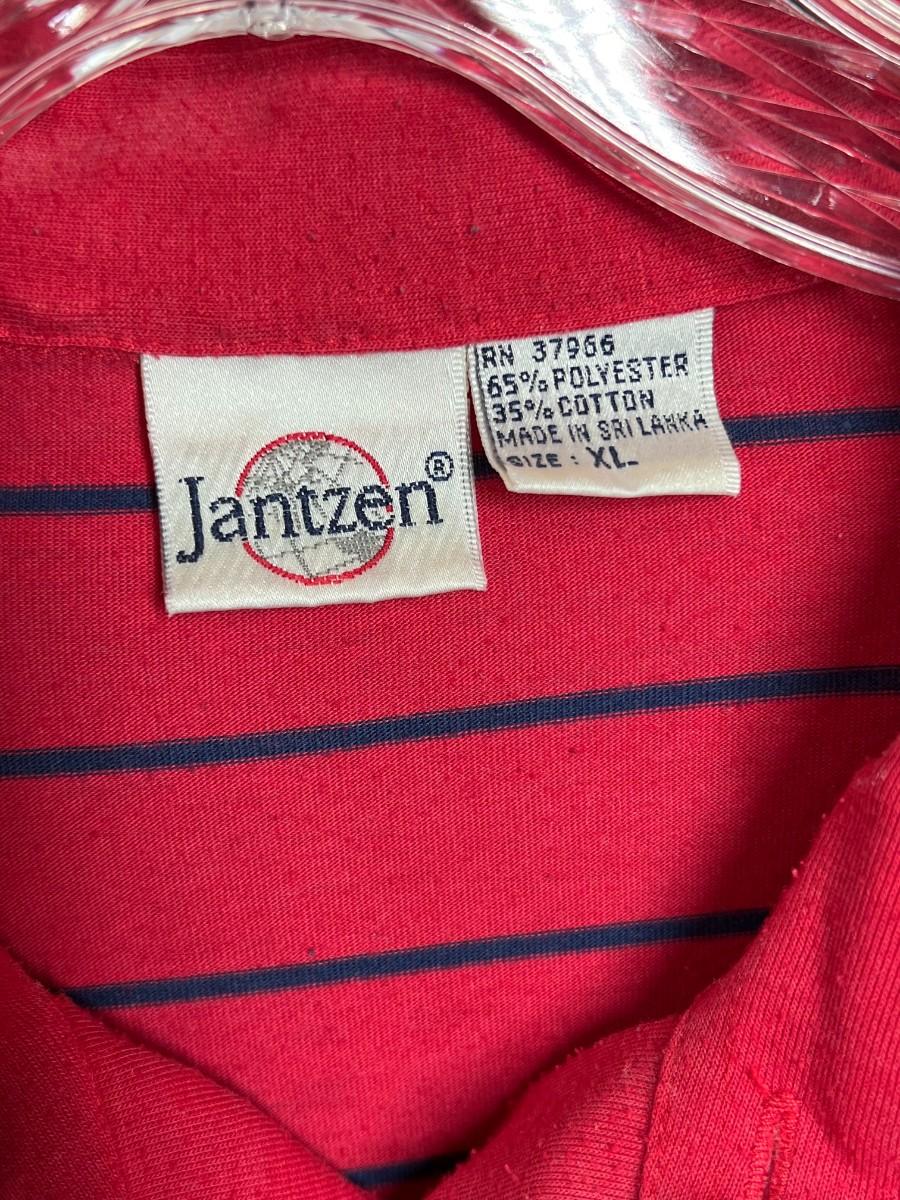 Jantzen®
RN 37966
65% POLYESTER
35% COTTON
MADE IN SRI LANKA
SIZE : XL